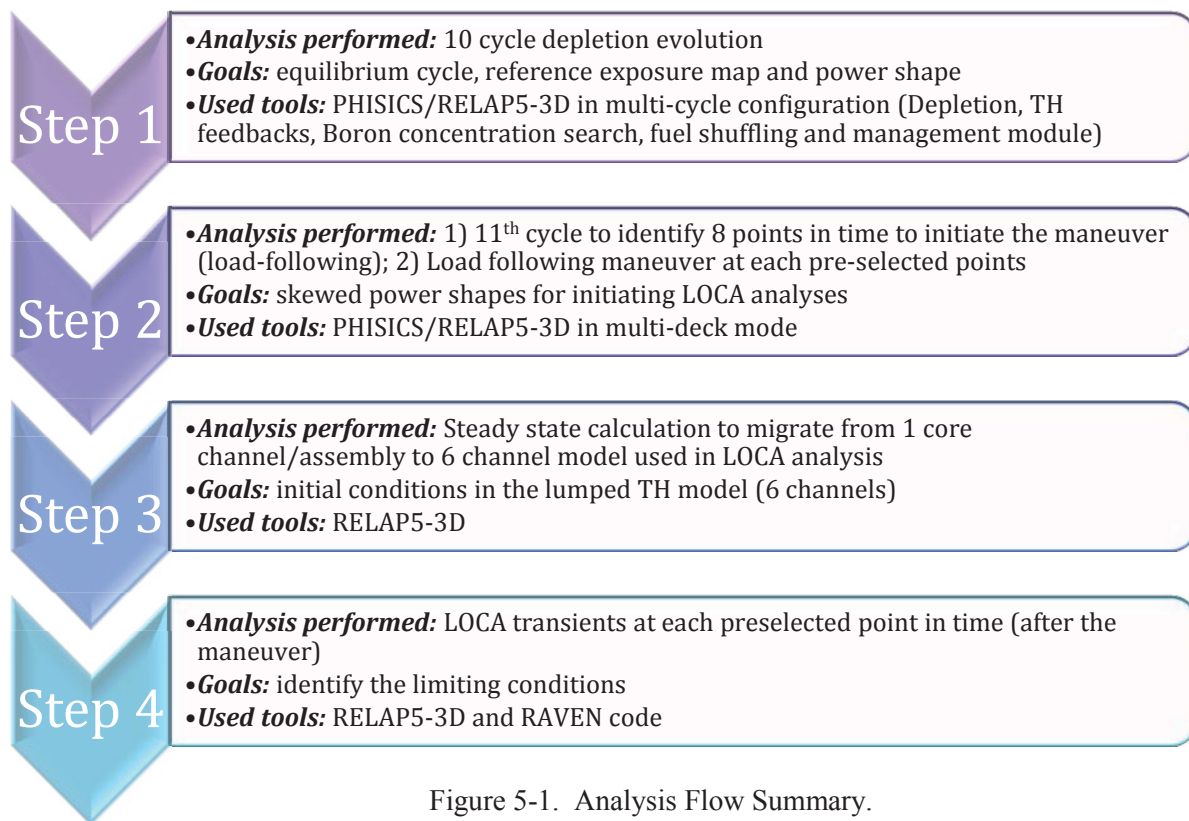 Step 1
•Analysis performed: 10 cycle depletion evolution
•Goals: equilibrium cycle, reference exposure map and power shape
•Used tools: PHISICS/RELAP5-3D in multi-cycle configuration (Depletion, TH
feedbacks, Boron concentration search, fuel shuffling and management module)
Step 2
•Analysis performed: 1) 11th cycle to identify 8 points in time to initiate the maneuver
(load-following); 2) Load following maneuver at each pre-selected points
•Goals: skewed power shapes for initiating LOCA analyses
•Used tools: PHISICS/RELAP5-3D in multi-deck mode
Step 3
•Analysis performed: Steady state calculation to migrate from 1 core
channel/assembly to 6 channel model used in LOCA analysis
•Goals: initial conditions in the lumped TH model (6 channels)
•Used tools: RELAP5-3D
Step 4
•Analysis performed: LOCA transients at each preselected point in time (after the
maneuver)
•Goals: identify the limiting conditions
•Used tools: RELAP5-3D and RAVEN code
Figure 5-1. Analysis Flow Summary.